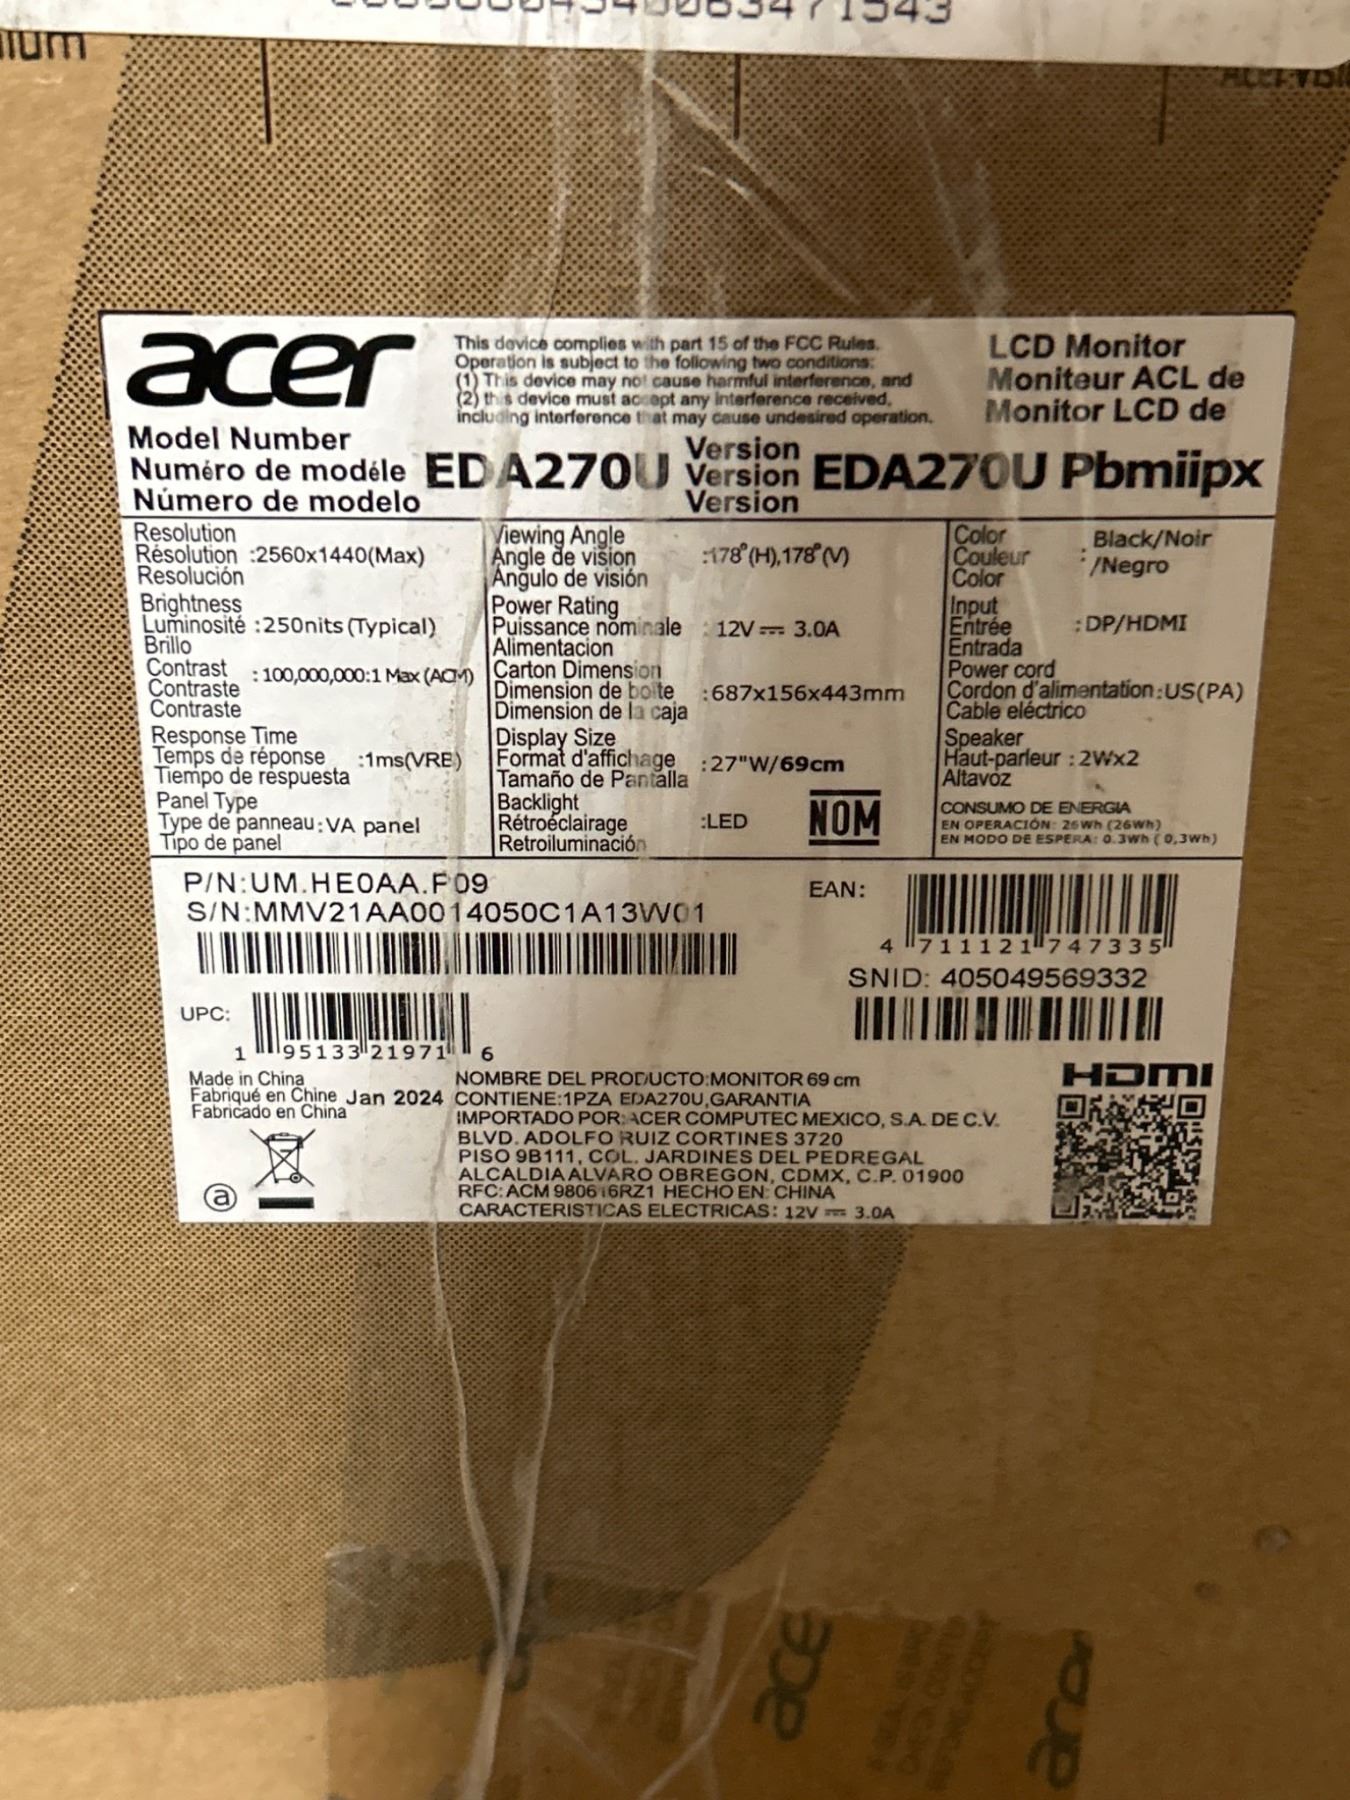 acer
This device complies with part 15 of the FCC Rules.
Operation is subject to the following two conditions:
(1) This device may not cause harmful interference, and
(2) this device must accept any interference received,
including interference that may cause undesired operation.
LCD Monitor
Moniteur ACL de
Monitor LCD de
Model Number
Numéro de modéle
Número de modelo
EDA270U
Version
Version
Version
EDA270U Pbmiipx
Resolution
Résolution :2560x1440(Max)
Resolución
Brightness
Luminosité :250nits (Typical)
Brillo
Contrast : 100,000,000:1 Max (ACM)
Contraste
Contraste
Response Time
Temps de réponse :1ms(VRB)
Tiempo de respuesta
Panel Type
Type de panneau:VA panel
Tipo de panel
Viewing Angle
Angle de vision :178°(H),178°(V)
Ángulo de visión
Power Rating
Puissance nominale : 12V ⎓ 3.0A
Alimentacion
Carton Dimension
Dimension de boîte :687x156x443mm
Dimension de la caja
Display Size
Format d'affichage :27"W/69cm
Tamaño de Pantalla
Backlight
Rétroéclairage :LED
Retroiluminación
NOM
Color
Couleur : Black/Noir
Color /Negro
Input
Entrée :DP/HDMI
Entrada
Power cord
Cordon d'alimentation:US(PA)
Cable eléctrico
Speaker
Haut-parleur : 2Wx2
Altavoz
CONSUMO DE ENERGIA
EN OPERACIÓN: 26Wh (26Wh)
EN MODO DE ESPERA: 0.3Wh ( 0,3Wh)
P/N:UM.HE0AA.P09
S/N:MMV21AA0014050C1A13W01
EAN:
4 711121 747335
SNID: 405049569332
UPC:
1 95133 21971 6
Made in China
Fabriqué en Chine Jan 2024
Fabricado en China
NOMBRE DEL PRODUCTO:MONITOR 69 cm
CONTIENE:1PZA EDA270U,GARANTIA
IMPORTADO POR:ACER COMPUTEC MEXICO, S.A. DE C.V.
BLVD. ADOLFO RUIZ CORTINES 3720
PISO 9B111, COL. JARDINES DEL PEDREGAL
ALCALDIA ALVARO OBREGON, CDMX, C.P. 01900
RFC: ACM 980616RZ1 HECHO EN: CHINA
CARACTERISTICAS ELECTRICAS: 12V ⎓ 3.0A
HDMI
a
acer
acer